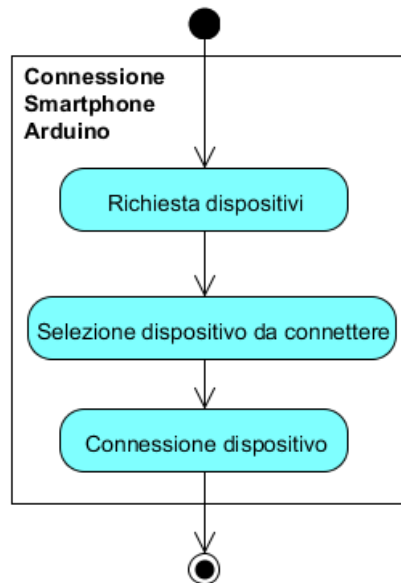 Connessione
Smartphone
Arduino
Richiesta dispositivi
Selezione dispositivo da connettere
Connessione dispositivo